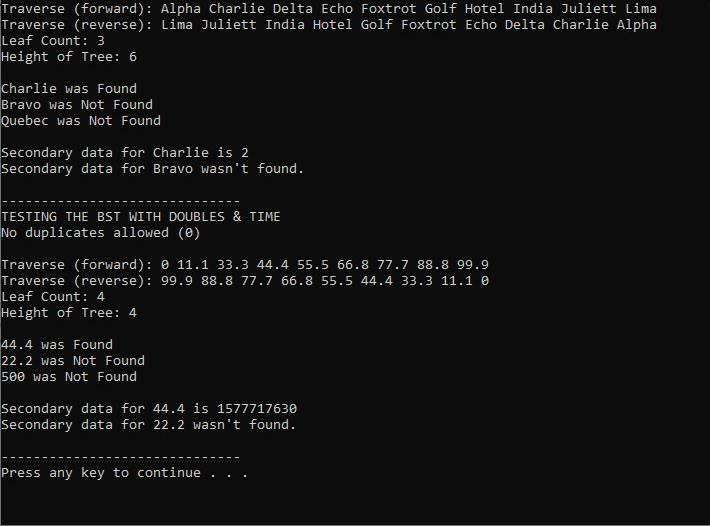 Traverse (forward): Alpha Charlie Delta Echo Foxtrot Golf Hotel India Juliett Lima
Traverse (reverse): Lima Juliett India Hotel Golf Foxtrot Echo Delta Charlie Alpha
Leaf Count: 3
Height of Tree: 6
Charlie was Found
Bravo was Not Found
Quebec was Not Found
Secondary data for Charlie is 2
Secondary data for Bravo wasn't found.
------------------------------
TESTING THE BST WITH DOUBLES & TIME
No duplicates allowed (0)
Traverse (forward): 0 11.1 33.3 44.4 55.5 66.8 77.7 88.8 99.9
Traverse (reverse): 99.9 88.8 77.7 66.8 55.5 44.4 33.3 11.1 0
Leaf Count: 4
Height of Tree: 4
44.4 was Found
22.2 was Not Found
500 was Not Found
Secondary data for 44.4 is 1577717630
Secondary data for 22.2 wasn't found.
------------------------------
Press any key to continue . . .